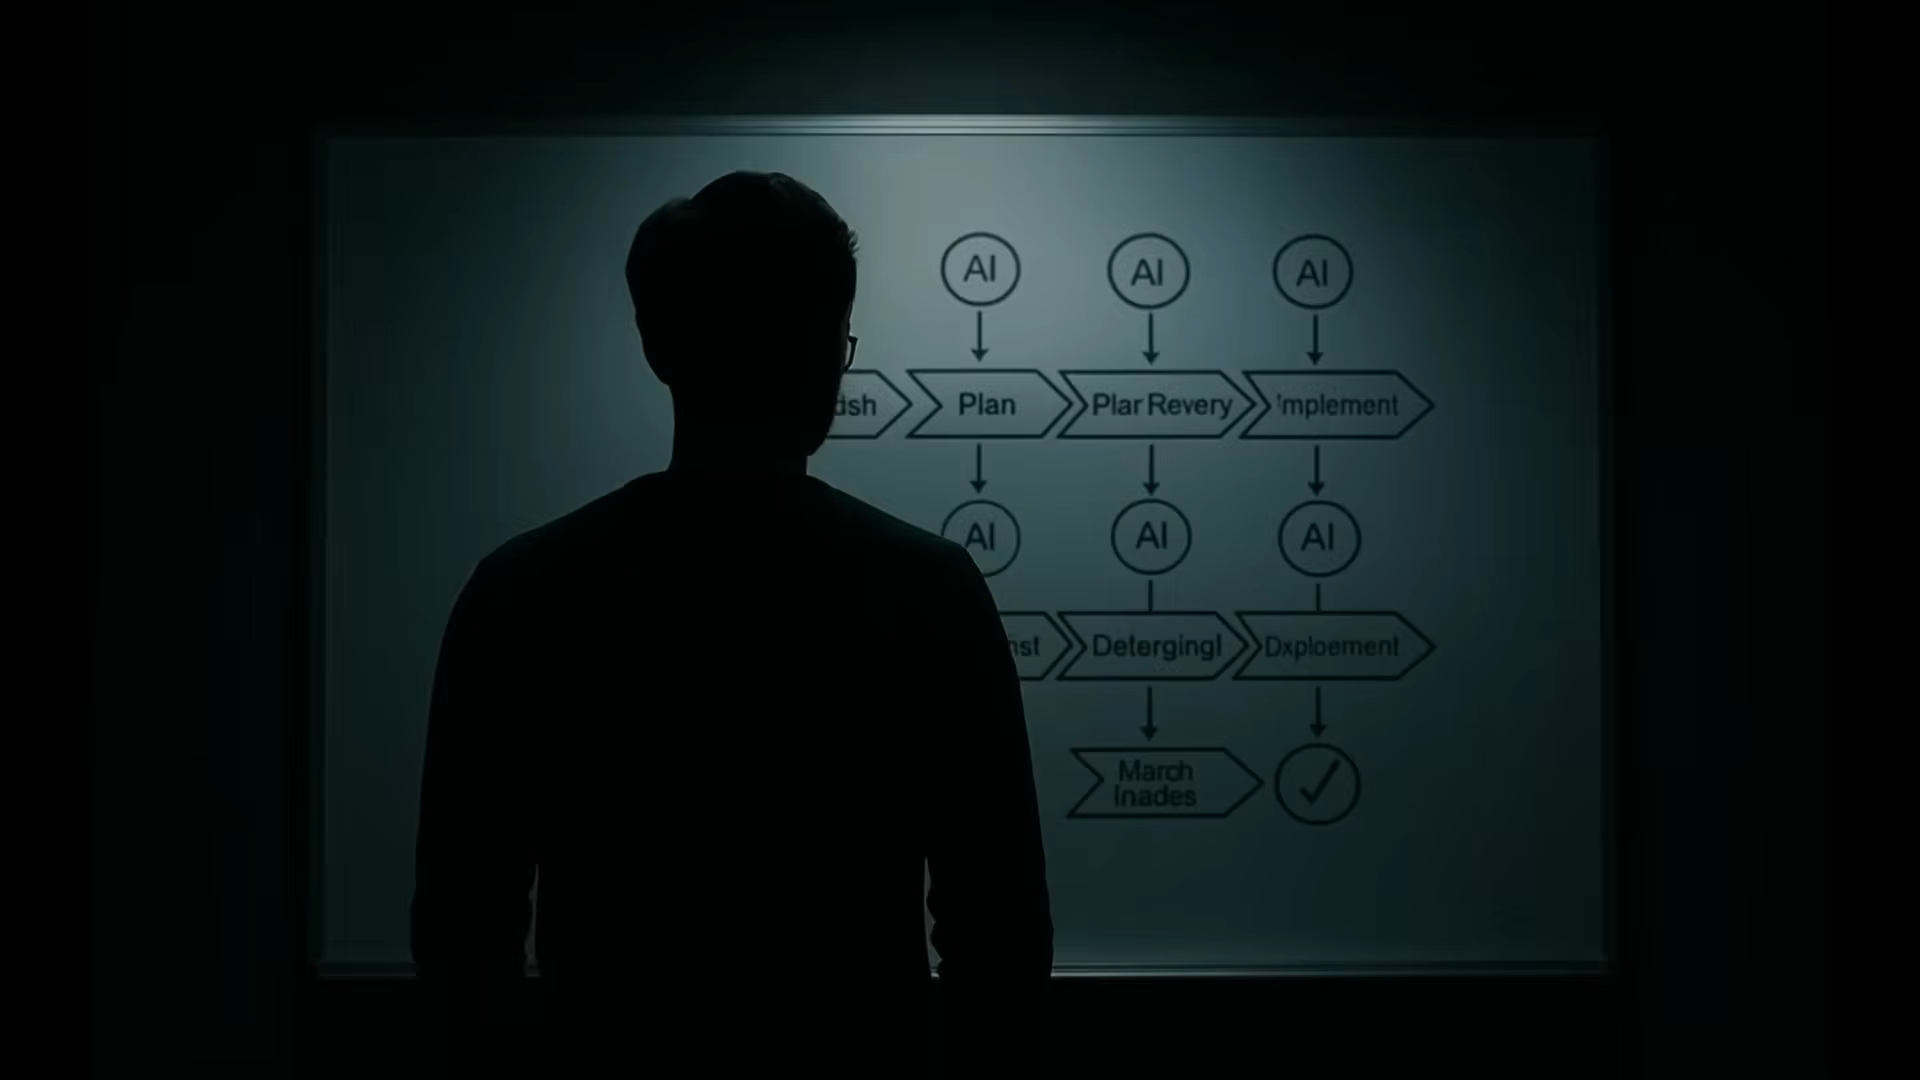 AI AI AI
dsh Plan Plar Revery Implement
AI AI AI
nst Detergingl Dxploement
March
Inades